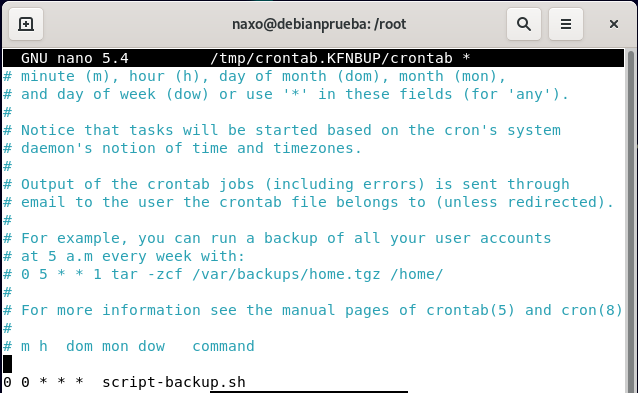 naxo@debianprueba: /root
GNU nano 5.4 /tmp/crontab.KFNBUP/crontab *
# minute (m), hour (h), day of month (dom), month (mon),
# and day of week (dow) or use '*' in these fields (for 'any').
#
# Notice that tasks will be started based on the cron's system
# daemon's notion of time and timezones.
#
# Output of the crontab jobs (including errors) is sent through
# email to the user the crontab file belongs to (unless redirected).
#
# For example, you can run a backup of all your user accounts
# at 5 a.m every week with:
# 0 5 * * 1 tar -zcf /var/backups/home.tgz /home/
#
# For more information see the manual pages of crontab(5) and cron(8)
#
# m h  dom mon dow   command
0 0 * * *  script-backup.sh